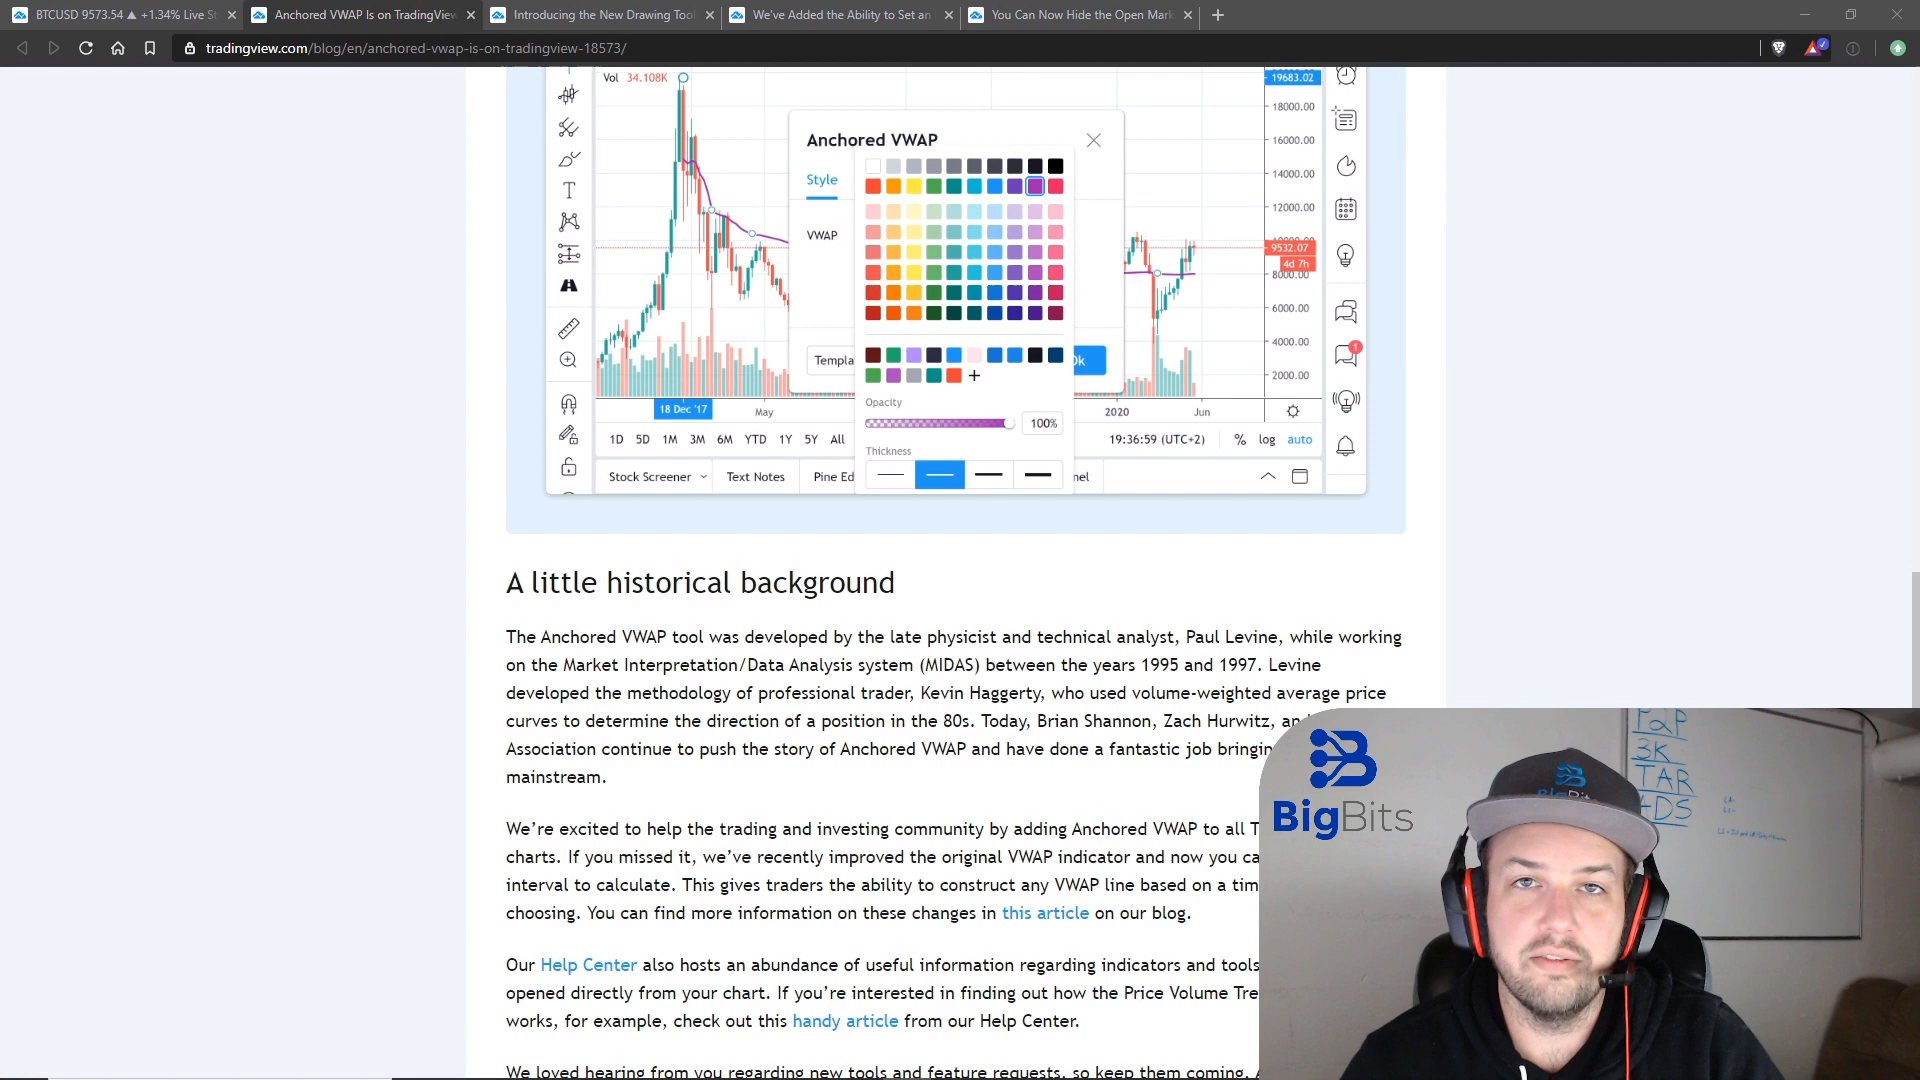 BTCUSD 9573.54 ▲ +1.34% Live St
Anchored VWAP Is on TradingView
Introducing the New Drawing Too
We've Added the Ability to Set an
You Can Now Hide the Open Mark
tradingview.com/blog/en/anchored-vwap-is-on-tradingview-18573/
Vol 34.108K
19683.02
18000.00
16000.00
14000.00
12000.00
9532.07
4d 7h
8000.00
6000.00
4000.00
2000.00
Anchored VWAP
Style
VWAP
Templa
Ok
Opacity
100%
Thickness
18 Dec '17
May
2020
Jun
1D 5D 1M 3M 6M YTD 1Y 5Y All
19:36:59 (UTC+2)
% log auto
Stock Screener
Text Notes
Pine Ed
nel
1
A little historical background
The Anchored VWAP tool was developed by the late physicist and technical analyst, Paul Levine, while working
on the Market Interpretation/Data Analysis system (MIDAS) between the years 1995 and 1997. Levine
developed the methodology of professional trader, Kevin Haggerty, who used volume-weighted average price
curves to determine the direction of a position in the 80s. Today, Brian Shannon, Zach Hurwitz, an
Association continue to push the story of Anchored VWAP and have done a fantastic job bringin
mainstream.
We're excited to help the trading and investing community by adding Anchored VWAP to all T
charts. If you missed it, we've recently improved the original VWAP indicator and now you ca
interval to calculate. This gives traders the ability to construct any VWAP line based on a tim
choosing. You can find more information on these changes in this article on our blog.
Our Help Center also hosts an abundance of useful information regarding indicators and tools
opened directly from your chart. If you're interested in finding out how the Price Volume Tre
works, for example, check out this handy article from our Help Center.
We loved hearing from you regarding new tools and feature requests, so keep them coming.
BigBits
P2P
3K
TAR
DS